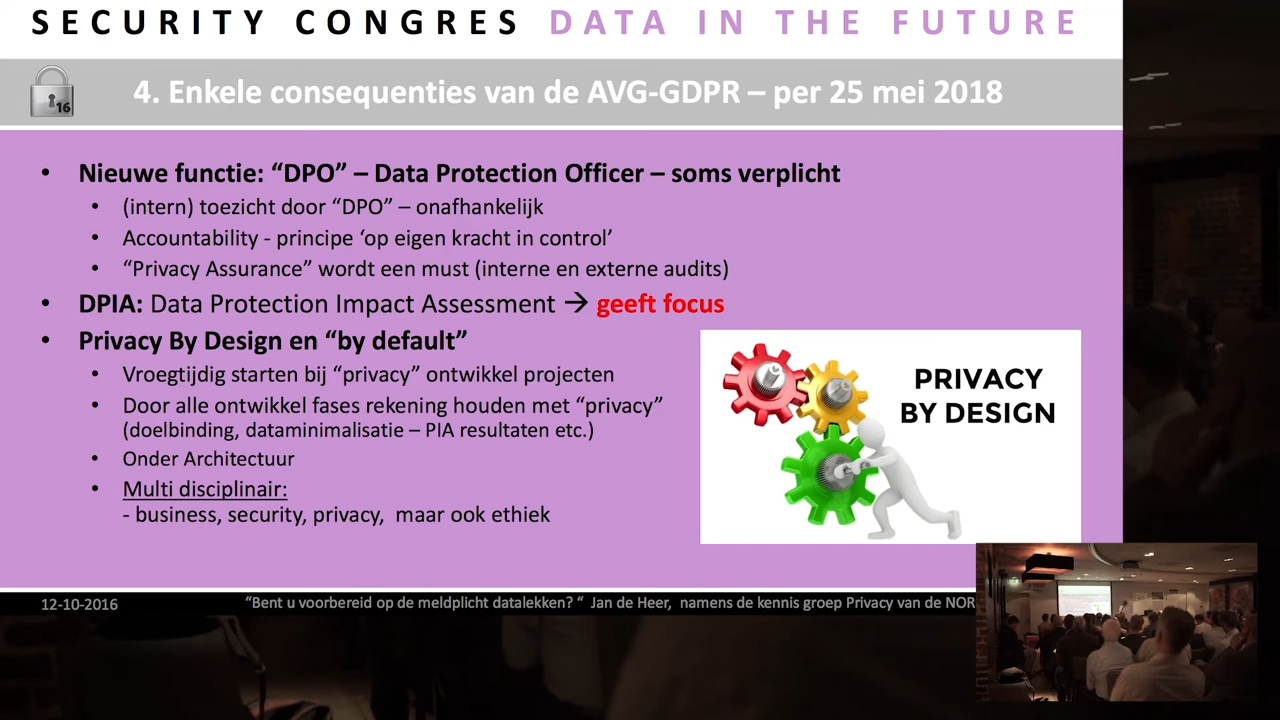 SECURITY CONGRES DATA IN THE FUTURE
16
4. Enkele consequenties van de AVG-GDPR – per 25 mei 2018
• Nieuwe functie: “DPO” – Data Protection Officer – soms verplicht
• (intern) toezicht door “DPO” – onafhankelijk
• Accountability - principe ‘op eigen kracht in control’
• “Privacy Assurance” wordt een must (interne en externe audits)
• DPIA: Data Protection Impact Assessment → geeft focus
• Privacy By Design en “by default”
• Vroegtijdig starten bij “privacy” ontwikkel projecten
• Door alle ontwikkel fases rekening houden met “privacy”
(doelbinding, dataminimalisatie – PIA resultaten etc.)
• Onder Architectuur
• Multi disciplinair:
- business, security, privacy, maar ook ethiek
PRIVACY
BY DESIGN
12-10-2016
“Bent u voorbereid op de meldplicht datalekken? “ Jan de Heer, namens de kennis groep Privacy van de NOR